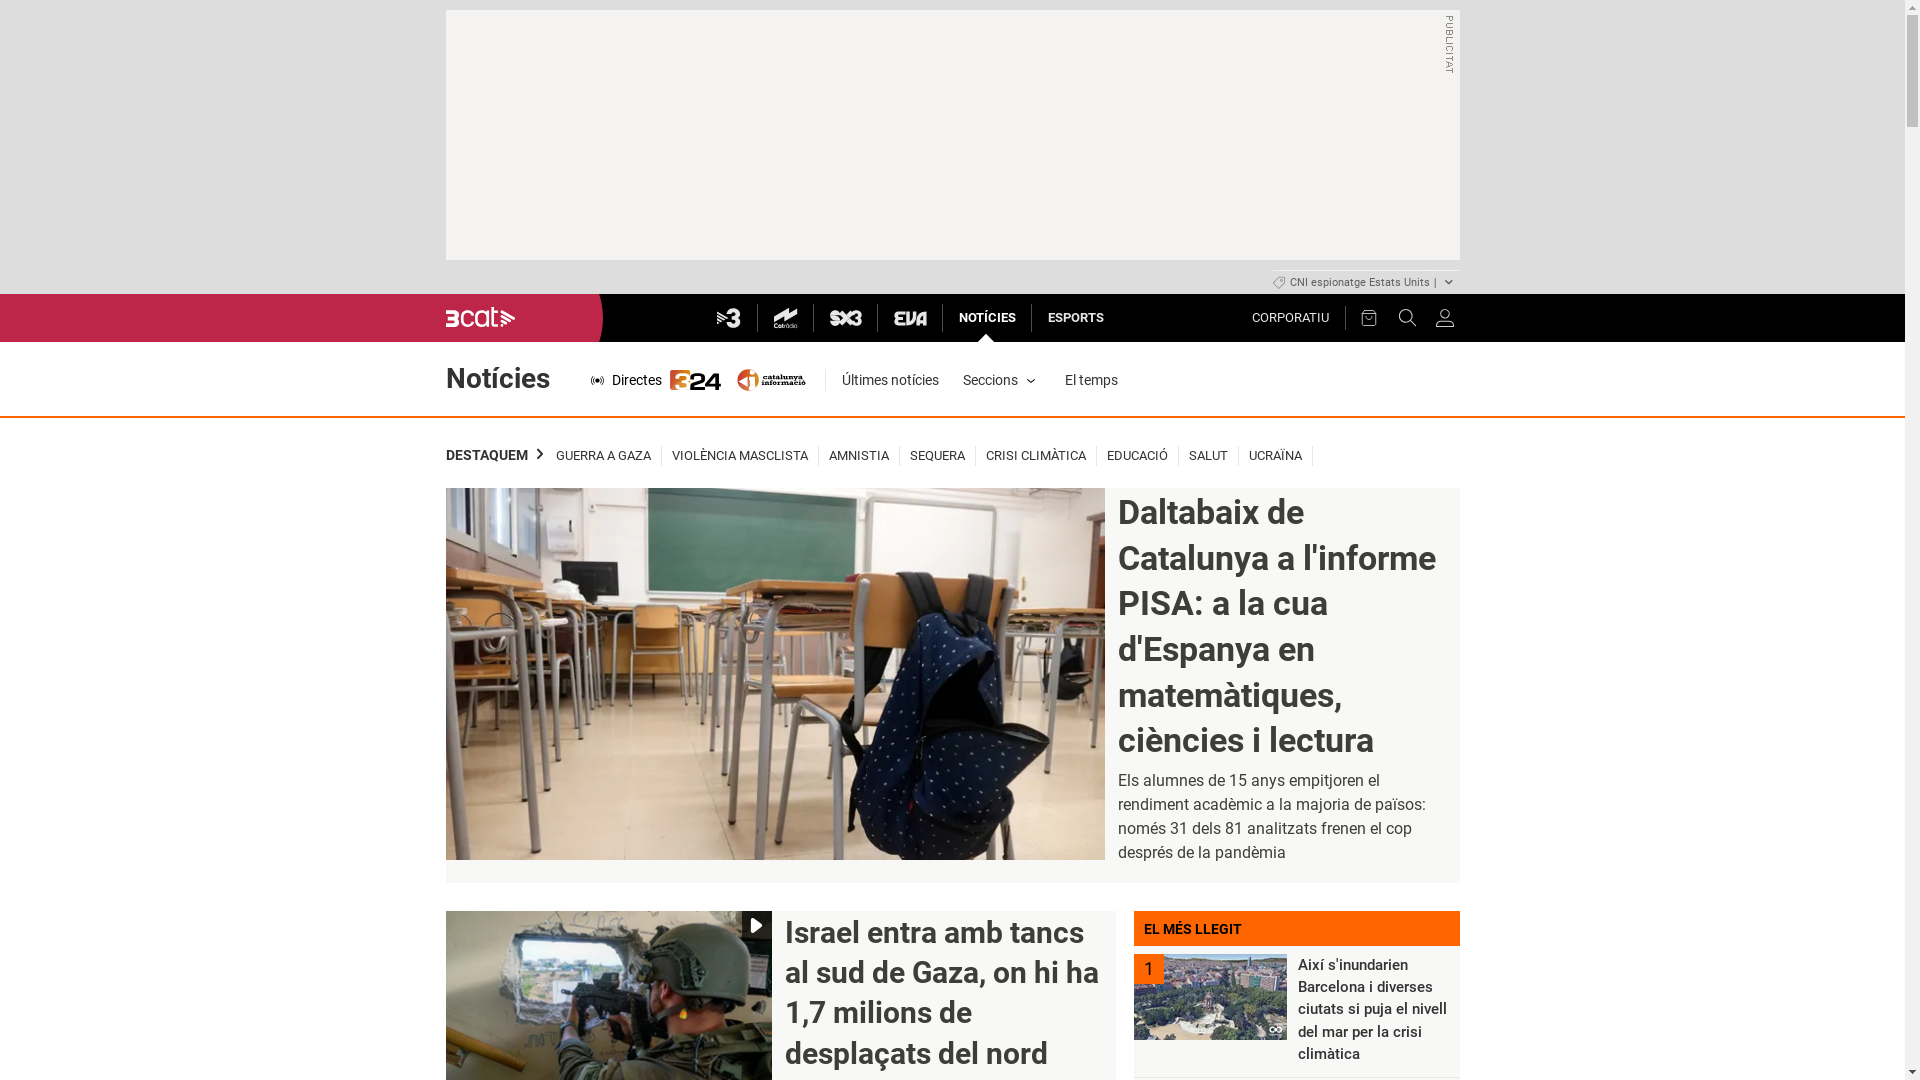 PUBLICITAT
CNI espionatge Estats Units |
3cat
3
Catràdio
SX3
EVA
NOTÍCIES
ESPORTS
CORPORATIU
Notícies
Directes
324
catalunya
informació
Últimes notícies
Seccions
El temps
DESTAQUEM
GUERRA A GAZA
VIOLÈNCIA MASCLISTA
AMNISTIA
SEQUERA
CRISI CLIMÀTICA
EDUCACIÓ
SALUT
UCRAÏNA
Daltabaix de
Catalunya a l'informe
PISA: a la cua
d'Espanya en
matemàtiques,
ciències i lectura
Els alumnes de 15 anys empitjoren el
rendiment acadèmic a la majoria de països:
només 31 dels 81 analitzats frenen el cop
després de la pandèmia
Israel entra amb tancs
al sud de Gaza, on hi ha
1,7 milions de
desplaçats del nord
EL MÉS LLEGIT
1
Així s'inundarien
Barcelona i diverses
ciutats si puja el nivell
del mar per la crisi
climàtica